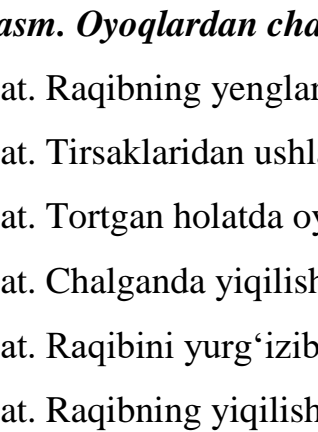 asm. Oyoqlardan cha
at. Raqibning yenglar
at. Tirsaklaridan ushla
at. Tortgan holatda oy
at. Chalganda yiqilish
at. Raqibini yurg‘izib
at. Raqibning yiqilish